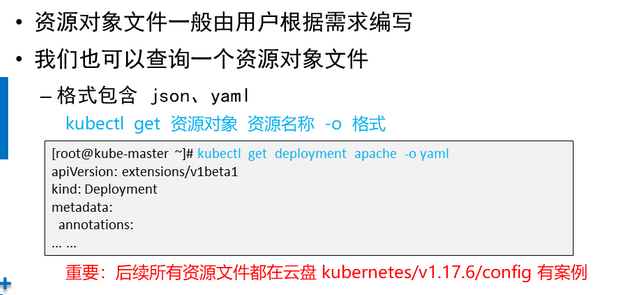 • 资源对象文件一般由用户根据需求编写
• 我们也可以查询一个资源对象文件
– 格式包含 json、yaml
kubectl get 资源对象 资源名称 -o 格式
[root@kube-master ~]# kubectl get deployment apache -o yaml
apiVersion: extensions/v1beta1
kind: Deployment
metadata:
  annotations:
... ...
重要：后续所有资源文件都在云盘 kubernetes/v1.17.6/config 有案例